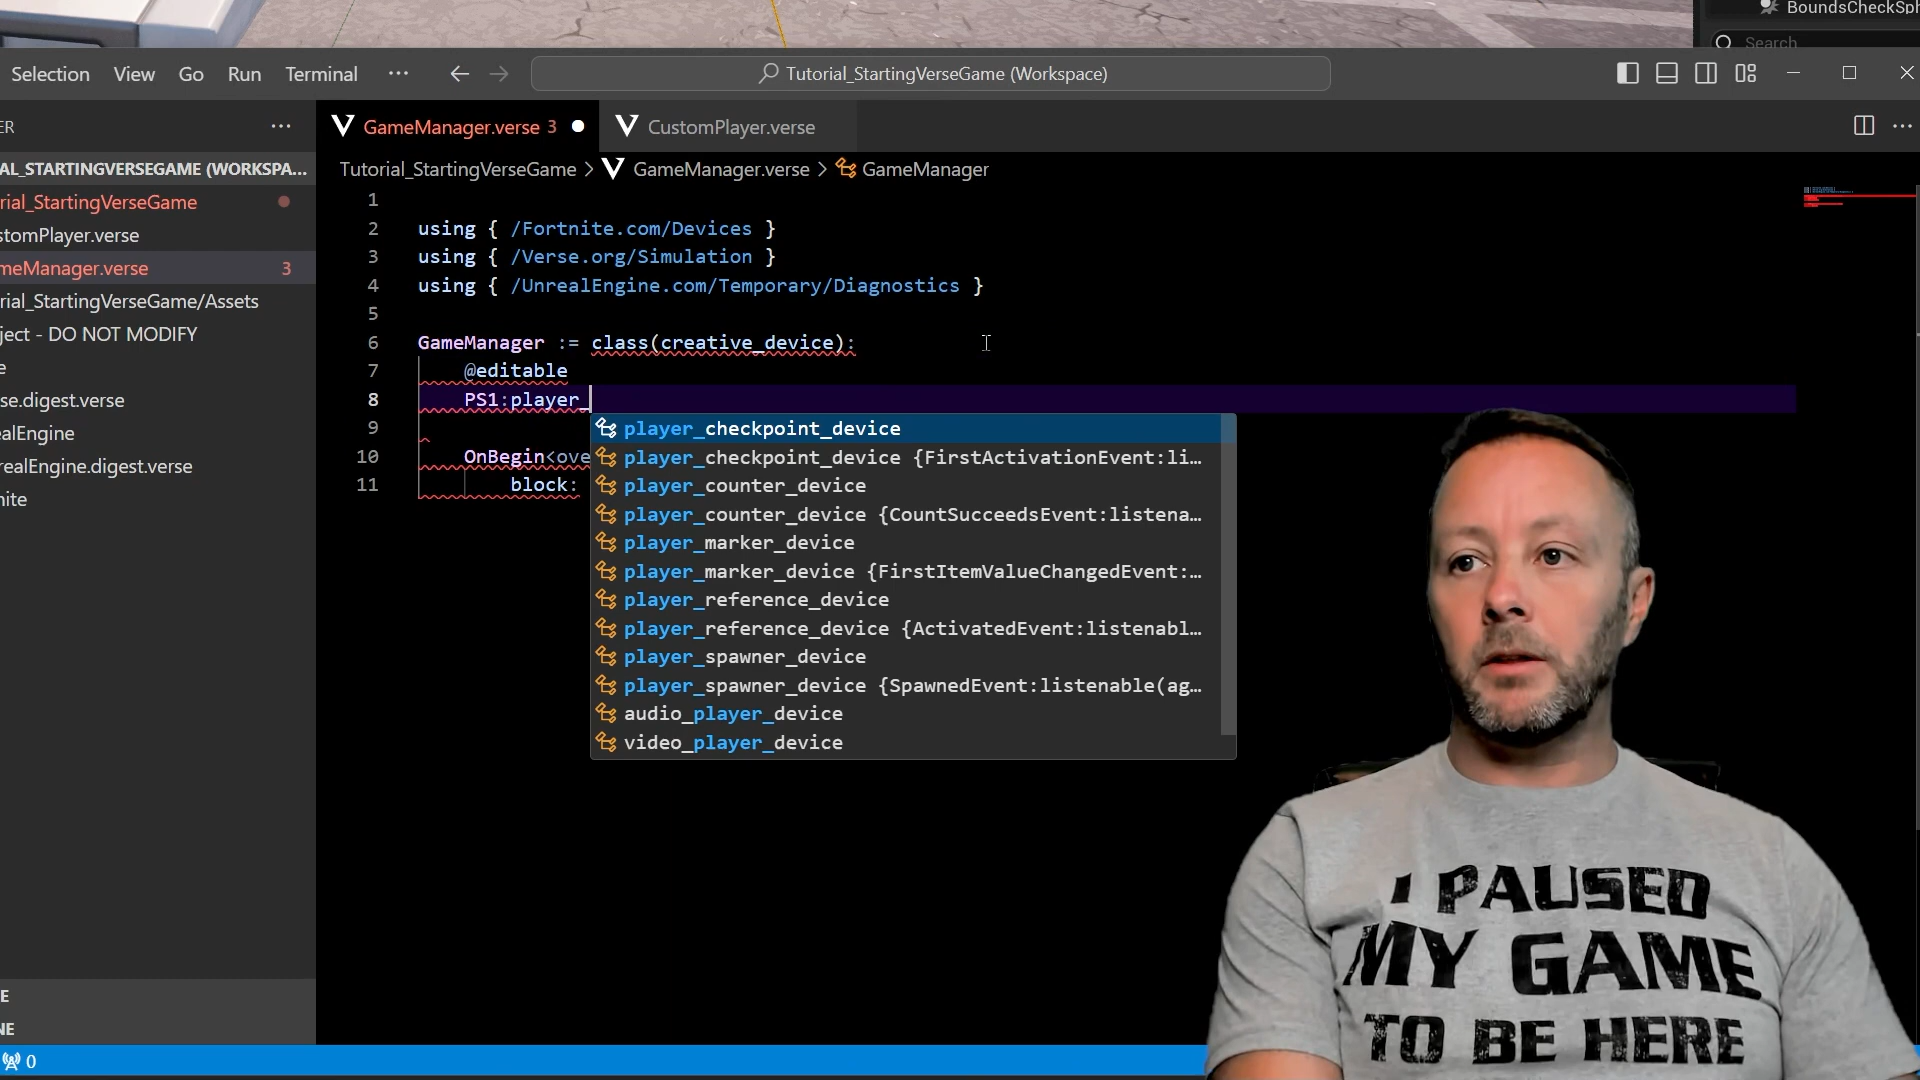 BoundsCheckSph
Search
Selection View Go Run Terminal ··· Tutorial_StartingVerseGame (Workspace)
ER ···
GameManager.verse 3 CustomPlayer.verse
AL_STARTINGVERSEGAME (WORKSPA...
Tutorial_StartingVerseGame > GameManager.verse > GameManager
rial_StartingVerseGame
stomPlayer.verse
meManager.verse 3
rial_StartingVerseGame/Assets
ject - DO NOT MODIFY
e
se.digest.verse
ealEngine
realEngine.digest.verse
nite
E
NE
0
1
2 using { /Fortnite.com/Devices }
3 using { /Verse.org/Simulation }
4 using { /UnrealEngine.com/Temporary/Diagnostics }
5
6 GameManager := class(creative_device):
7 @editable
8 PS1:player_
9
10 OnBegin<ove
11 block:
player_checkpoint_device
player_checkpoint_device {FirstActivationEvent:li...
player_counter_device
player_counter_device {CountSucceedsEvent:listena...
player_marker_device
player_marker_device {FirstItemValueChangedEvent:...
player_reference_device
player_reference_device {ActivatedEvent:listenabl...
player_spawner_device
player_spawner_device {SpawnedEvent:listenable(ag...
audio_player_device
video_player_device
I PAUSED
MY GAME
TO BE HERE